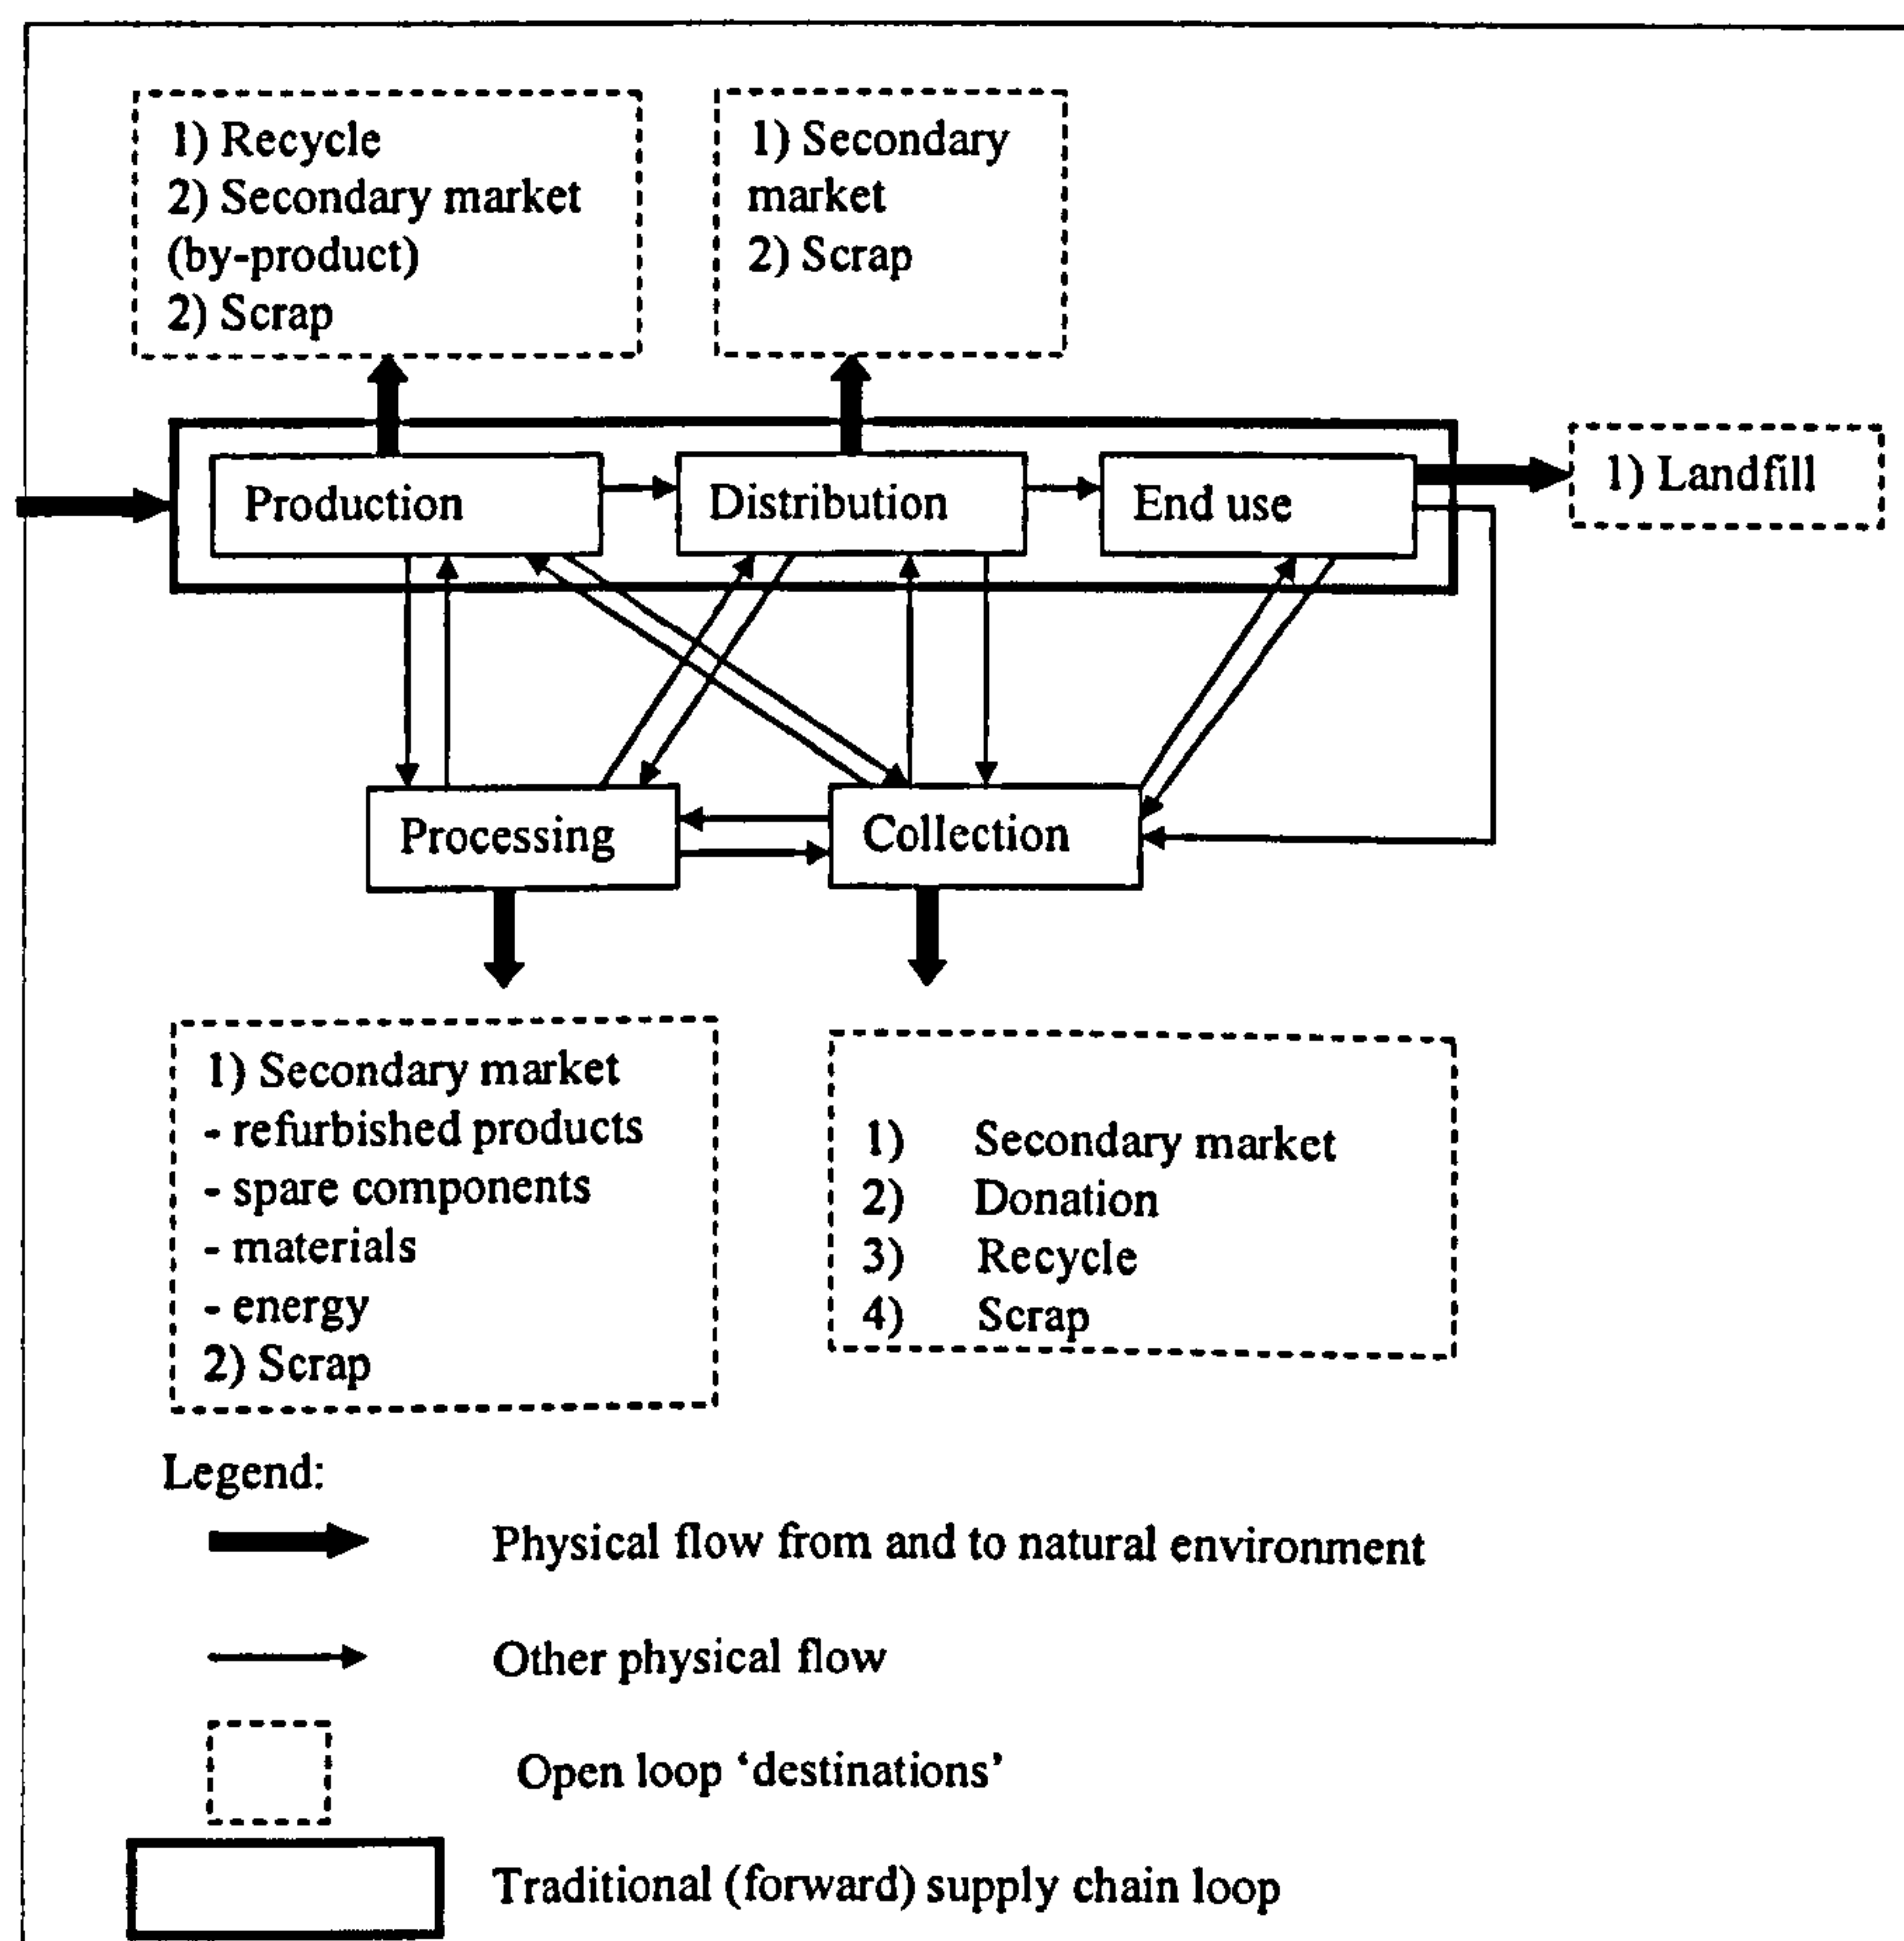 1) Recycle
2) Secondary market
(by-product)
2) Scrap
1) Secondary
market
2) Scrap
Production
Distribution
End use
1) Landfill
Processing
Collection
1) Secondary market
- refurbished products
- spare components
- materials
- energy
2) Scrap
1) Secondary market
2) Donation
3) Recycle
4) Scrap
Legend:
Physical flow from and to natural environment
Other physical flow
Open loop ‘destinations’
Traditional (forward) supply chain loop